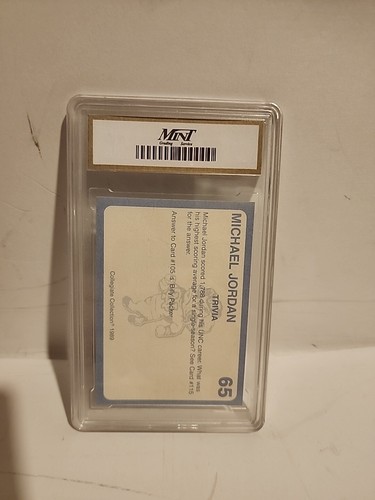 MINT
Grading Service
MICHAEL JORDAN
65
TRIVIA
Michael Jordan scored 1,788 during his UNC career. What was
his highest scoring average for a single season? See Card #116
for the answer.
Answer to Card #105 is: Billy Packer
Collegiate Collection® 1989